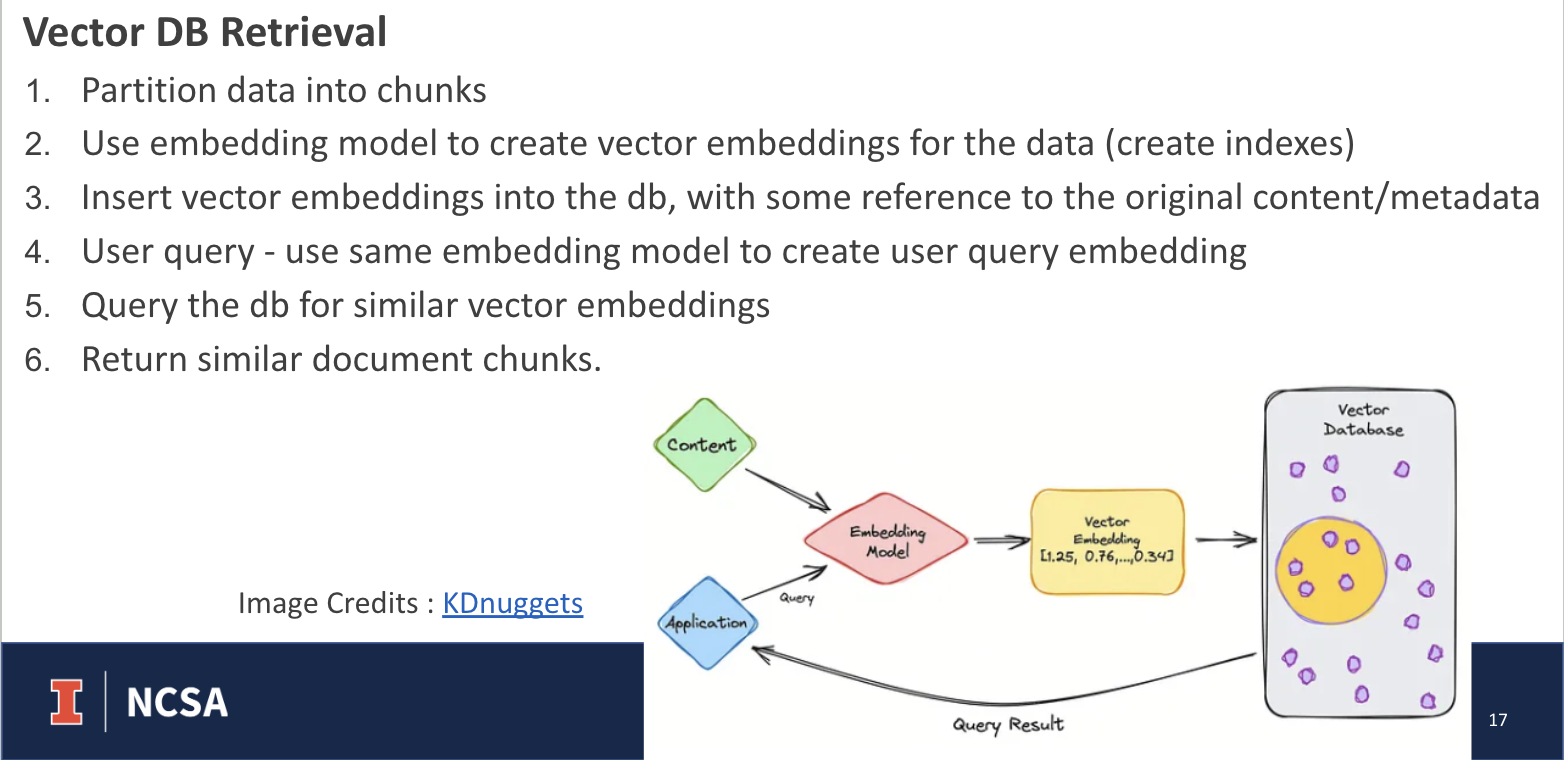 Vector DB Retrieval
1. Partition data into chunks
2. Use embedding model to create vector embeddings for the data (create indexes)
3. Insert vector embeddings into the db, with some reference to the original content/metadata
4. User query - use same embedding model to create user query embedding
5. Query the db for similar vector embeddings
6. Return similar document chunks.
Content
Embedding
Model
Vector
Embedding
[1.25, 0.76,...,0.34]
Vector
Database
Query
Application
Query Result
Image Credits : KDnuggets
I
NCSA
17